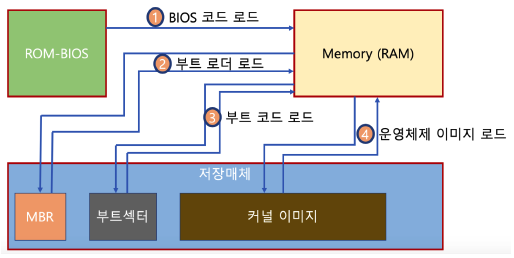 ① BIOS 코드 로드
ROM-BIOS
Memory (RAM)
② 부트 로더 로드
③ 부트 코드 로드
④ 운영체제 이미지 로드
저장매체
MBR
부트섹터
커널 이미지